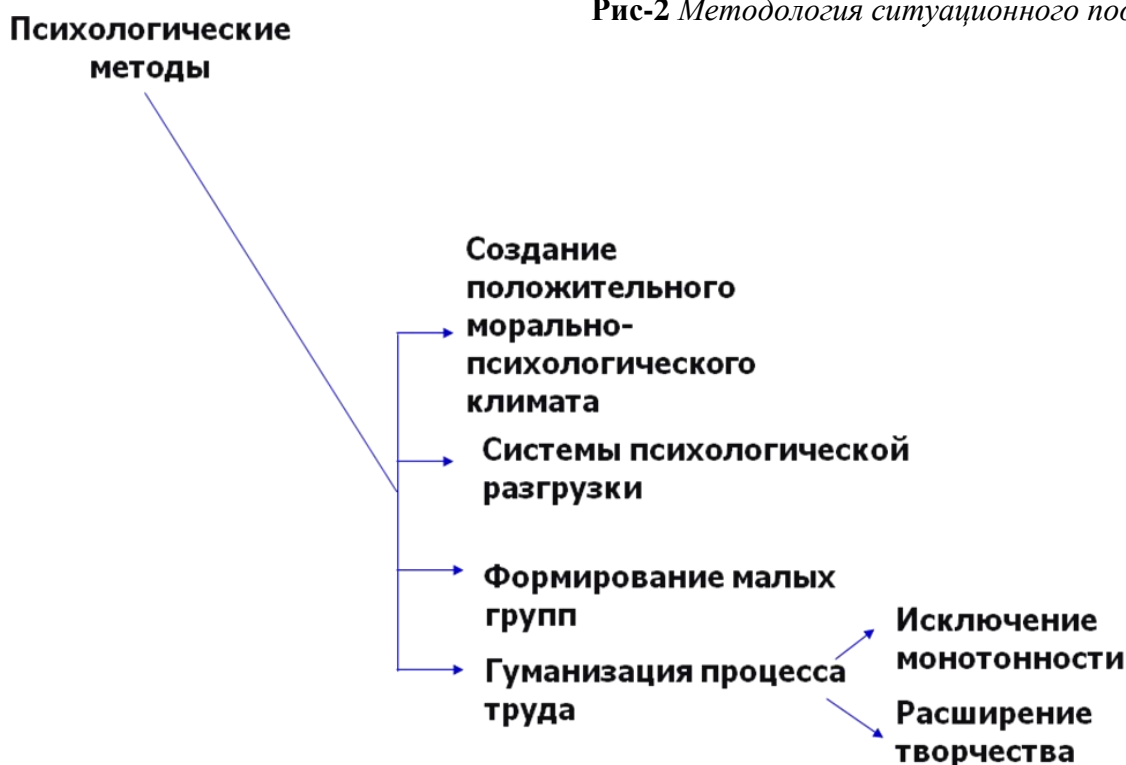 Рис-2 Методология ситуационного
Психологические
методы
Создание
положительного
морально-
психологического
климата
Системы психологической
разгрузки
Формирование малых
групп
Гуманизация процесса
труда
Исключение
монотонности
Расширение
творчества